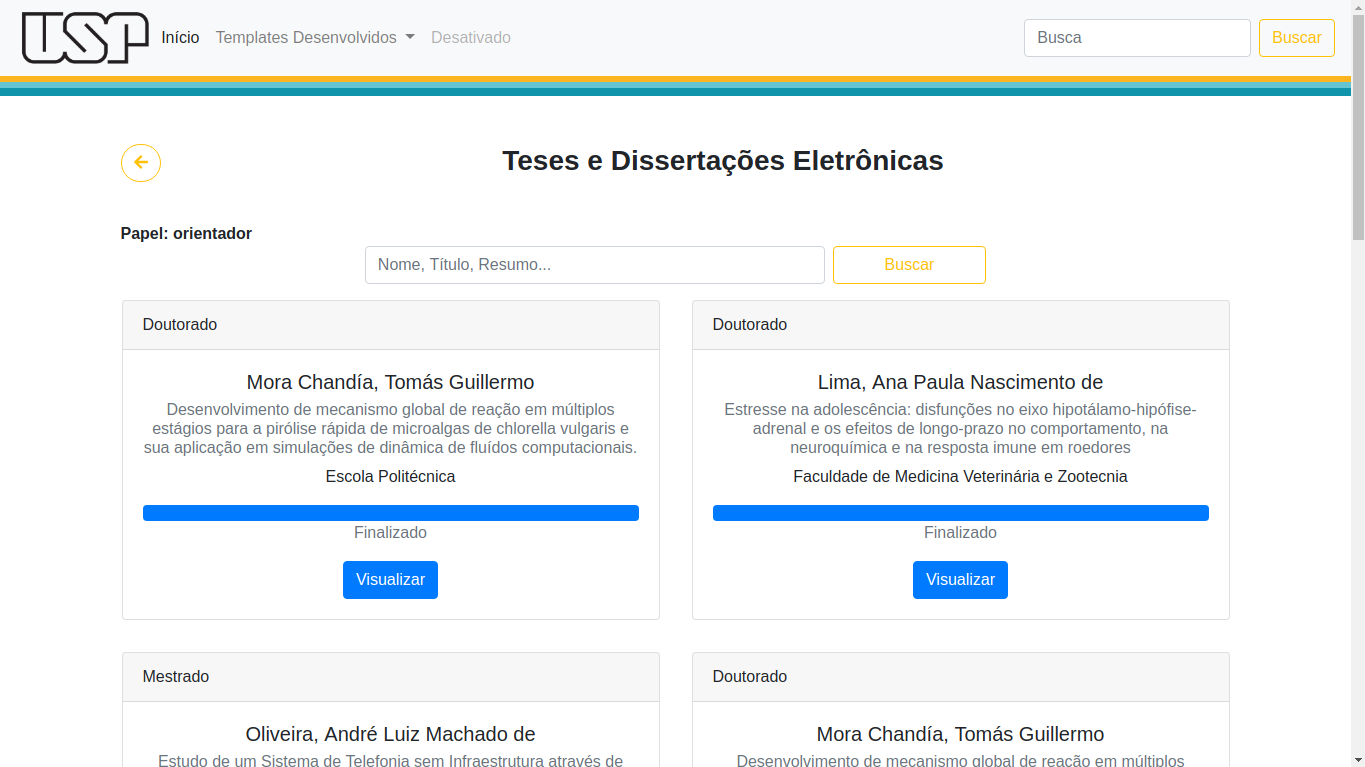 USP
Início Templates Desenvolvidos Desativado
Busca
Buscar
Teses e Dissertações Eletrônicas
Papel: orientador
Nome, Título, Resumo...
Buscar
Doutorado
Mora Chandía, Tomás Guillermo
Desenvolvimento de mecanismo global de reação em múltiplos
estágios para a pirólise rápida de microalgas de chlorella vulgaris e
sua aplicação em simulações de dinâmica de fluídos computacionais.
Escola Politécnica
Finalizado
Visualizar
Doutorado
Lima, Ana Paula Nascimento de
Estresse na adolescência: disfunções no eixo hipotálamo-hipófise-
adrenal e os efeitos de longo-prazo no comportamento, na
neuroquímica e na resposta imune em roedores
Faculdade de Medicina Veterinária e Zootecnia
Finalizado
Visualizar
Mestrado
Oliveira, André Luiz Machado de
Estudo de um Sistema de Telefonia sem Infraestrutura através de
Doutorado
Mora Chandía, Tomás Guillermo
Desenvolvimento de mecanismo global de reação em múltiplos